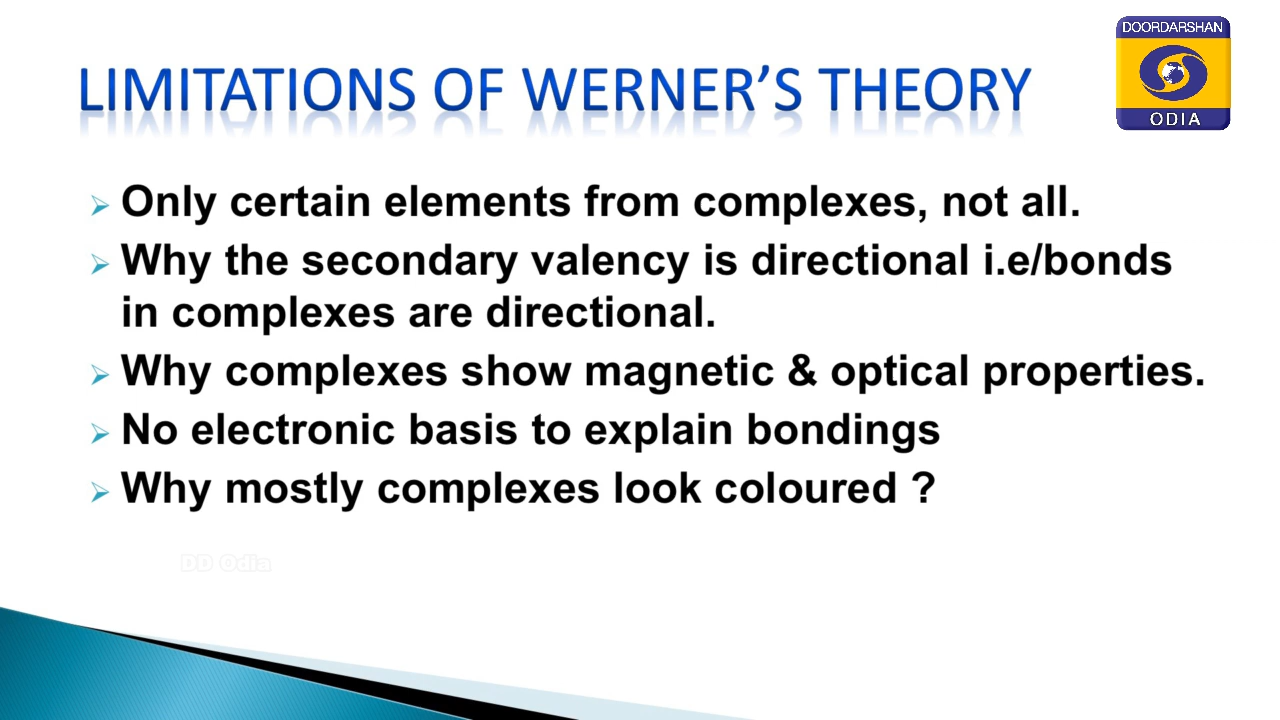 LIMITATIONS OF WERNER’S THEORY
DOORDARSHAN
ODIA
Only certain elements from complexes, not all.
Why the secondary valency is directional i.e/bonds
in complexes are directional.
Why complexes show magnetic & optical properties.
No electronic basis to explain bondings
Why mostly complexes look coloured ?
DD Odia